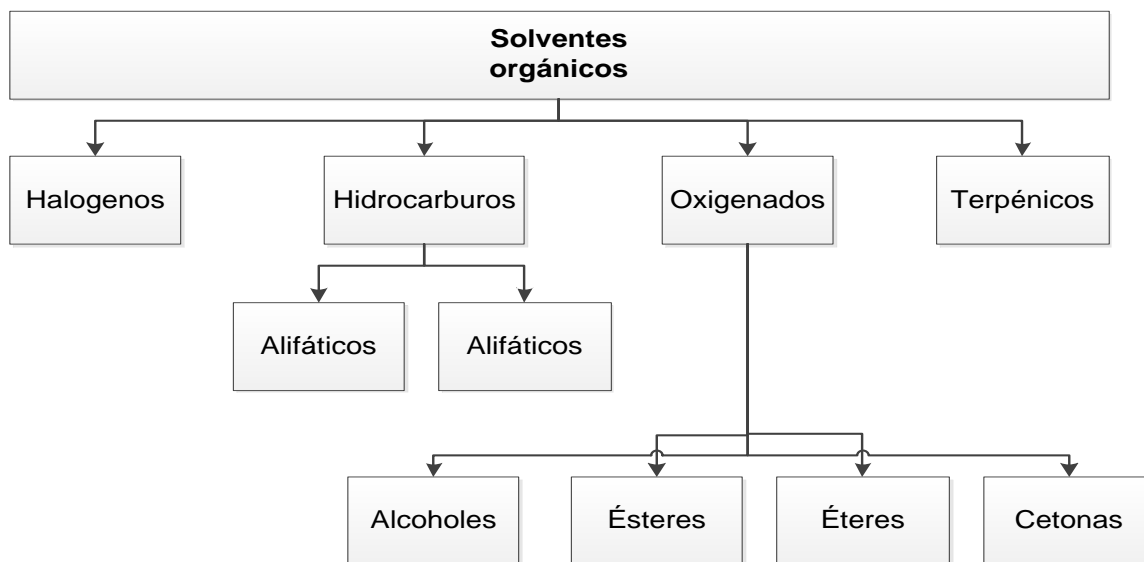 Solventes
orgánicos
Halogenos
Hidrocarburos
Oxigenados
Terpénicos
Alifáticos
Alifáticos
Alcoholes
Ésteres
Éteres
Cetonas